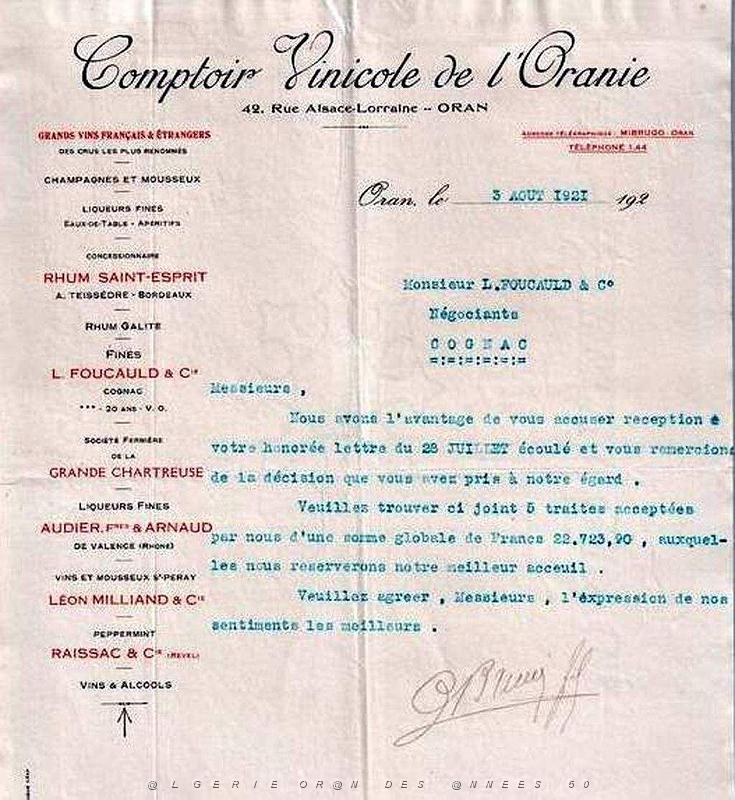 Comptoir Vinicole de l'Oranie
42, Rue Alsace-Lorraine -- ORAN
GRANDS VINS FRANÇAIS & ÉTRANGERS
DES CRUS LES PLUS RENOMMÉS
CHAMPAGNES ET MOUSSEUX
LIQUEURS FINES
EAUX-DE-TABLE - APÉRITIFS
CONCESSIONNAIRE
RHUM SAINT-ESPRIT
A. TEISSÈDRE - BORDEAUX
RHUM GALITE
FINES
L. FOUCAULD & Cie
COGNAC
*** - 20 ANS - V. O.
SOCIÉTÉ FERMIÈRE
DE LA
GRANDE CHARTREUSE
LIQUEURS FINES
AUDIER, Fres & ARNAUD
DE VALENCE (RHONE)
VINS ET MOUSSEUX St-PERAY
LÉON MILLIAND & Cie
PEPPERMINT
RAISSAC & Cie (REVEL)
VINS & ALCOOLS
ADRESSE TÉLÉGRAPHIQUE : MIBRUGO-ORAN
TÉLÉPHONE 1.44
Oran, le 3 AOUT 1921 192
Monsieur L.FOUCAULD & Co
Négociants
COGNAC
=:=:=:=:=:=
Messieurs ,
Nous avons l'avantage de vous accuser reception
votre honorée lettre du 28 JUILLET écoulé et vous remercions
de la décision que vous avez pris à notre égard .
Veuillez trouver ci joint 5 traites acceptées
par nous d'une somme globale de Francs 22.723,90 , auxquel-
les nous reserverons notre meilleur acceuil .
Veuillez agreer , Messieurs , l'éxpression de nos
sentiments les meilleurs .
@LGERIE OR@N DES @NNEES 50